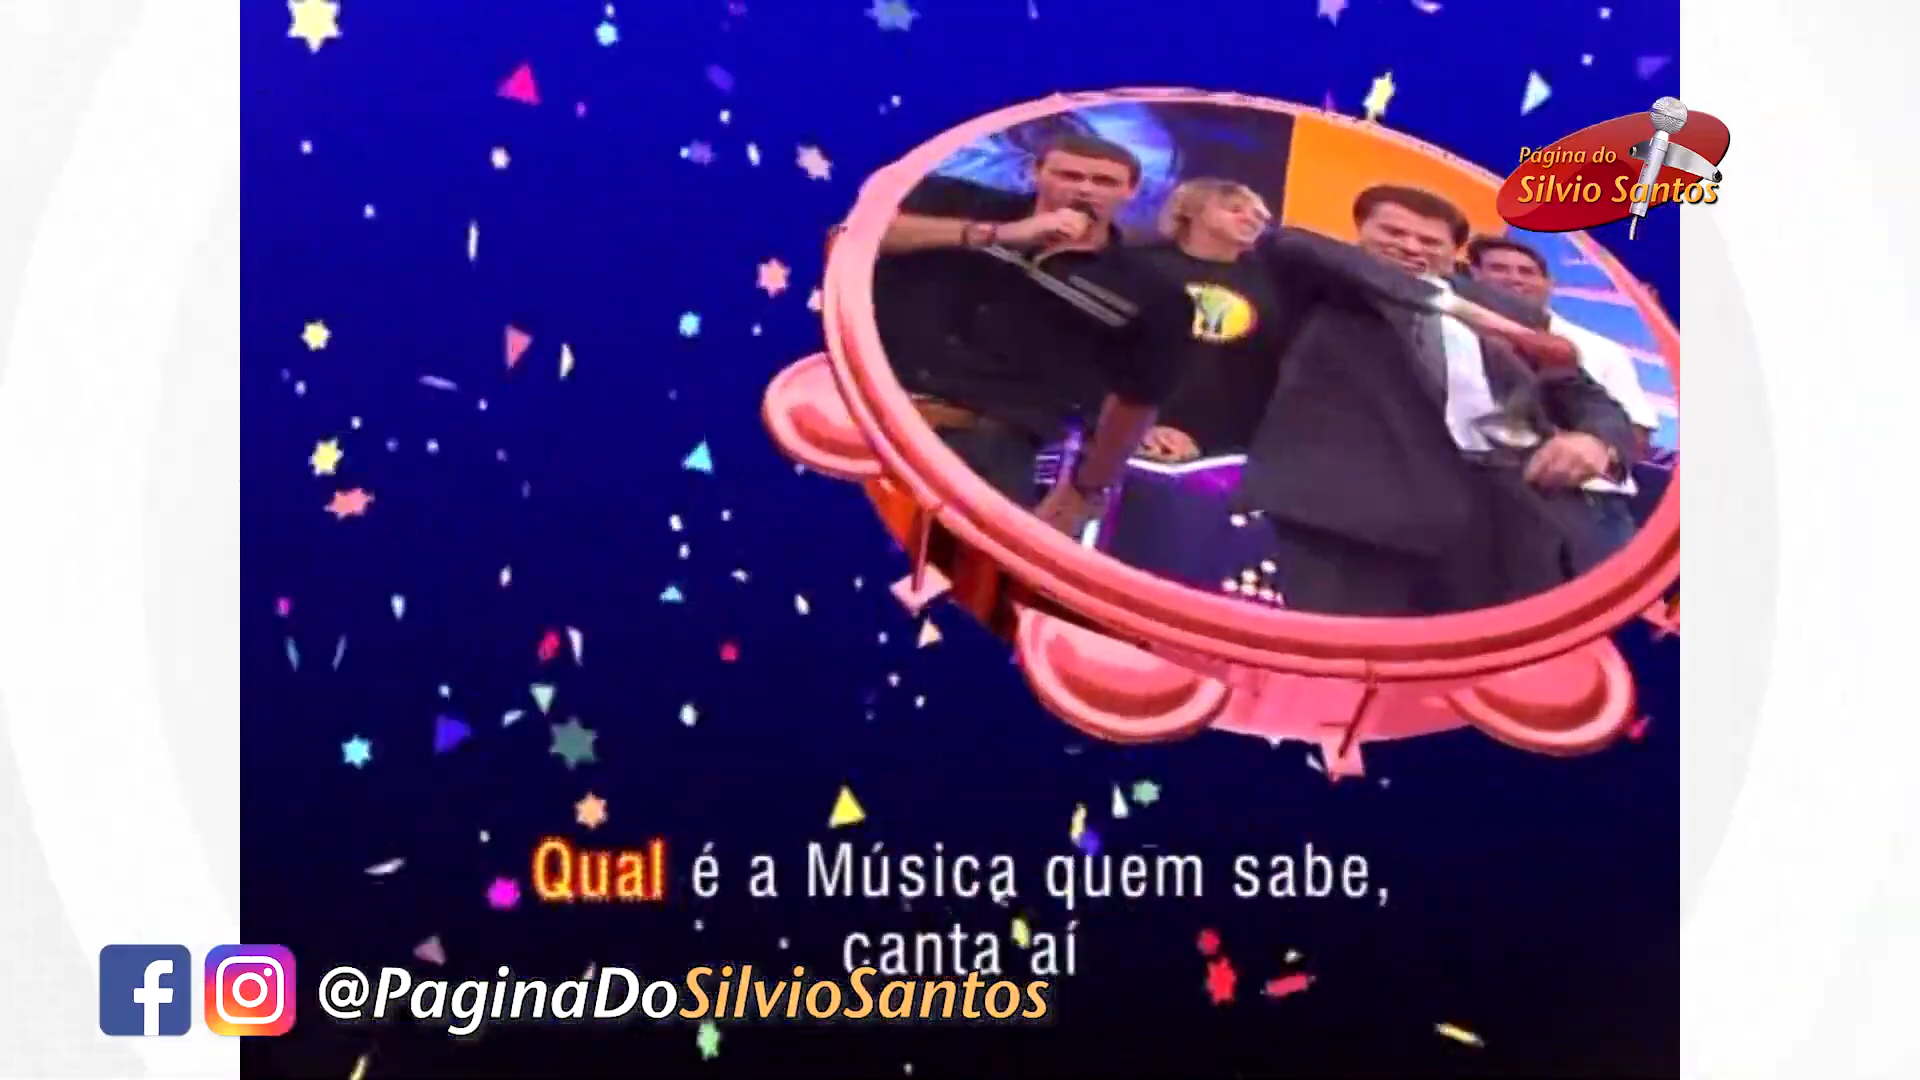 Página do
Silvio Santos
Qual é a Música quem sabe,
canta aí
@PaginaDoSilvioSantos